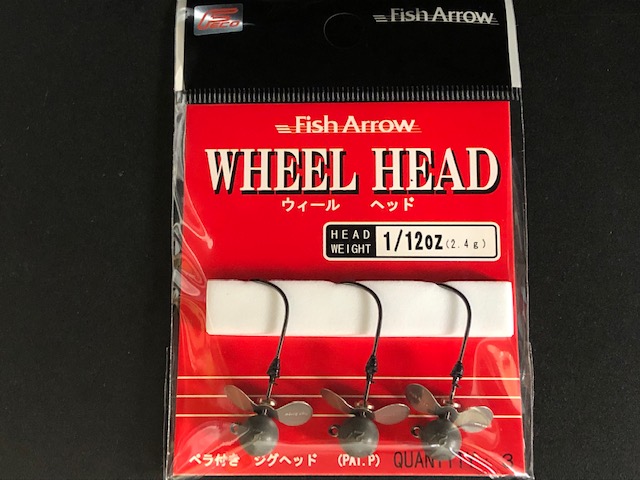 FECO
Fish Arrow
Fish Arrow
WHEEL HEAD
ウィール ヘッド
HEAD WEIGHT 1/12oz (2.4g)
ペラ付き ジグヘッド (PAT.P) 3